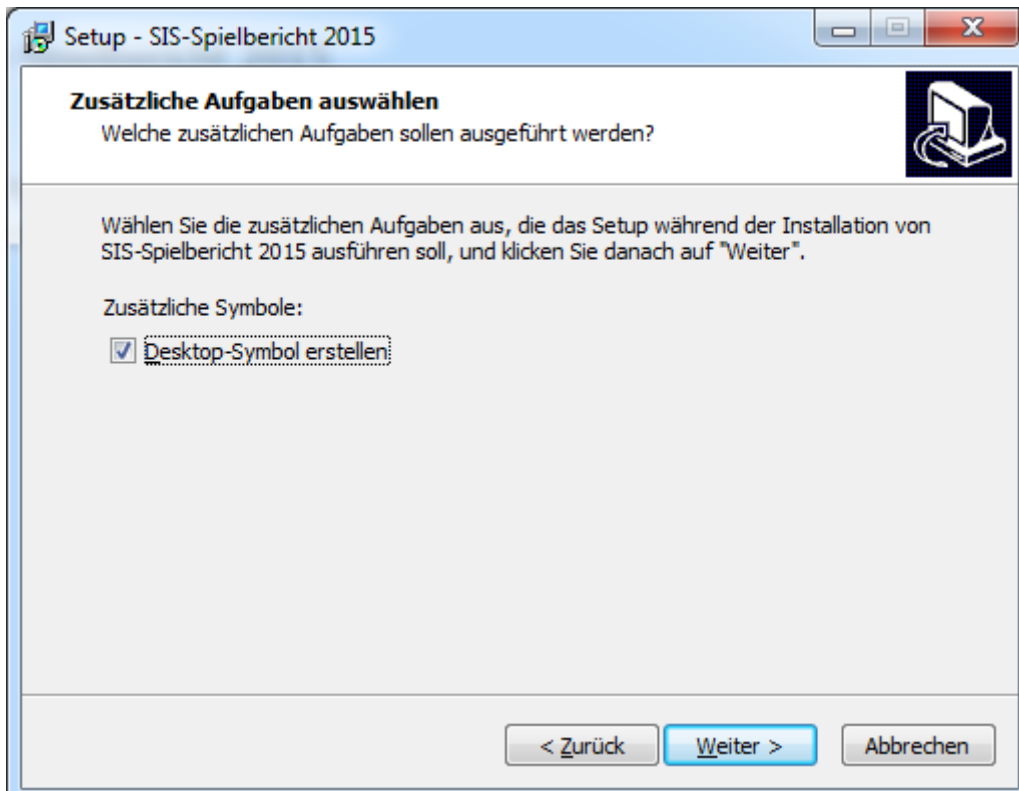 Setup - SIS-Spielbericht 2015
Zusätzliche Aufgaben auswählen
Welche zusätzlichen Aufgaben sollen ausgeführt werden?
Wählen Sie die zusätzlichen Aufgaben aus, die das Setup während der Installation von
SIS-Spielbericht 2015 ausführen soll, und klicken Sie danach auf "Weiter".
Zusätzliche Symbole:
Desktop-Symbol erstellen
< Zurück Weiter > Abbrechen